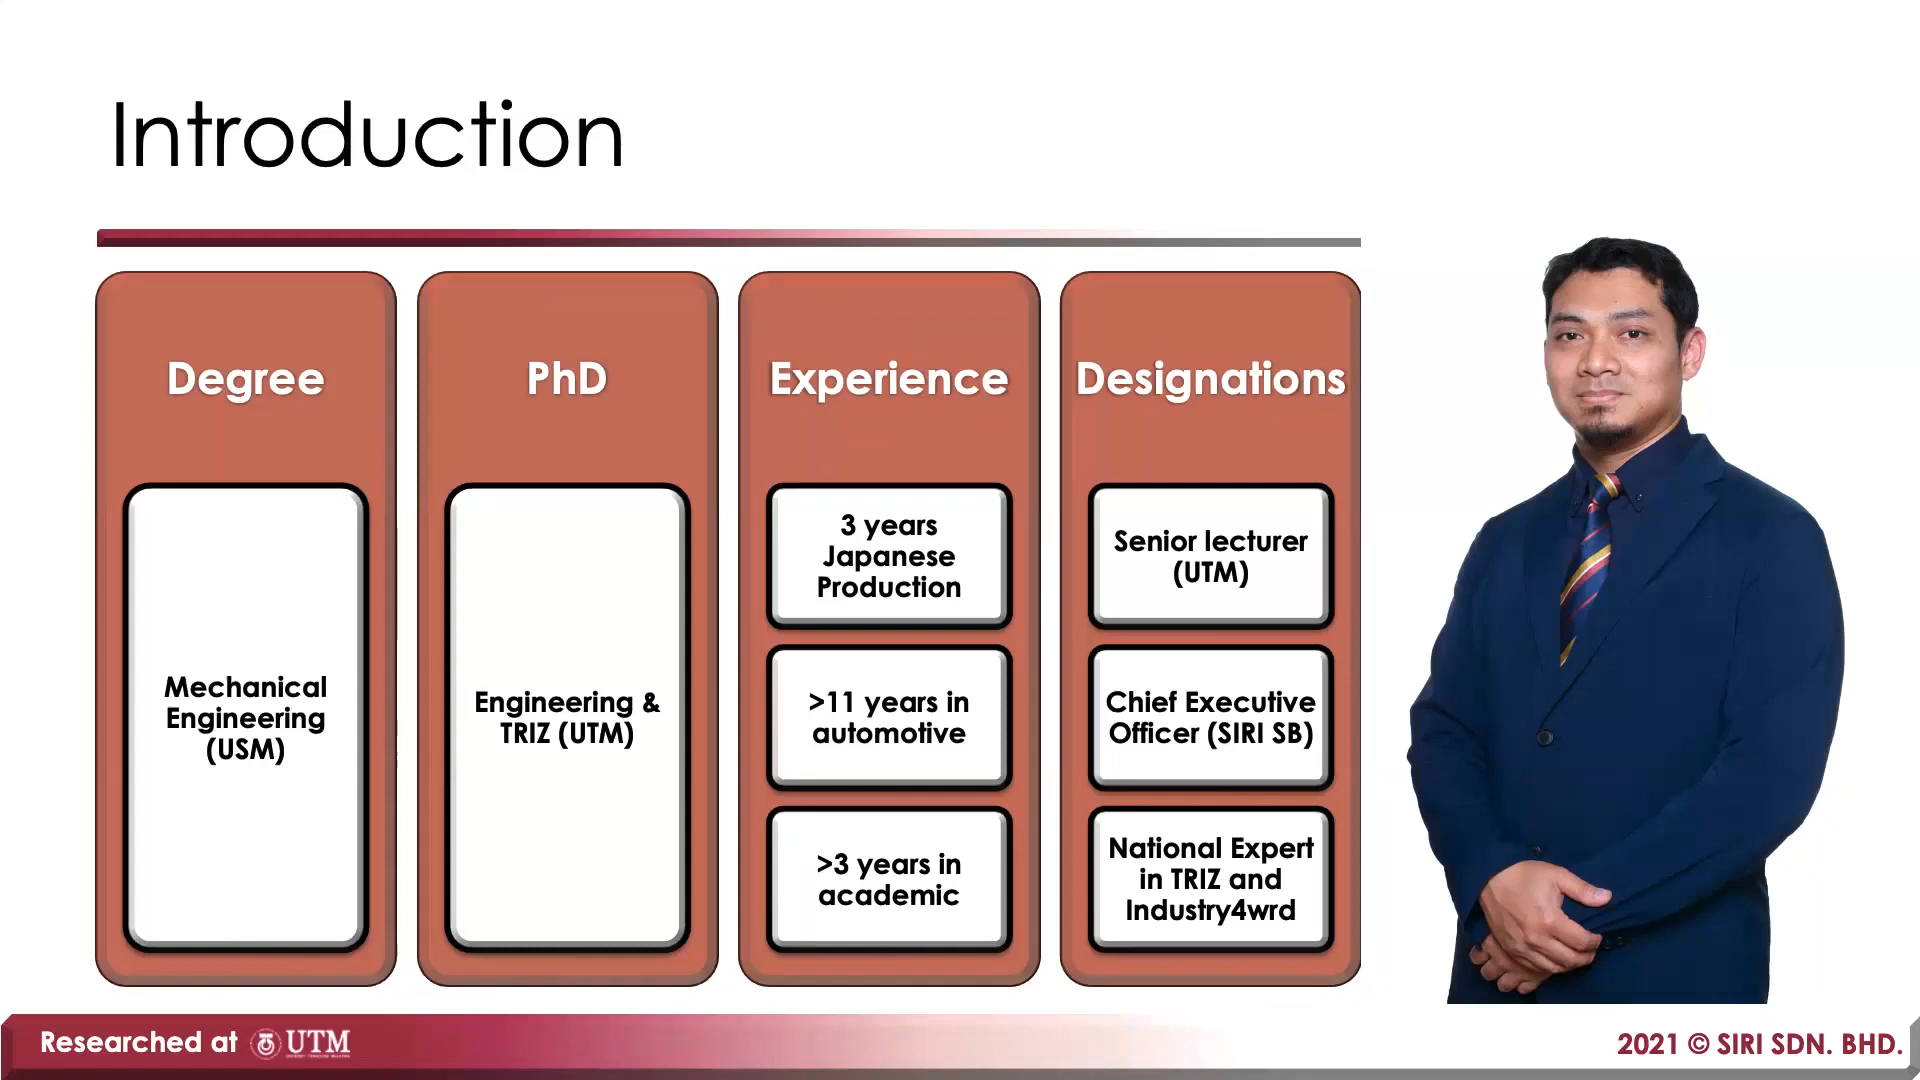 Introduction
Degree
Mechanical
Engineering
(USM)
PhD
Engineering &
TRIZ (UTM)
Experience
3 years
Japanese
Production
>11 years in
automotive
>3 years in
academic
Designations
Senior lecturer
(UTM)
Chief Executive
Officer (SIRI SB)
National Expert
in TRIZ and
Industry4wrd
Researched at UTM
2021 © SIRI SDN. BHD.